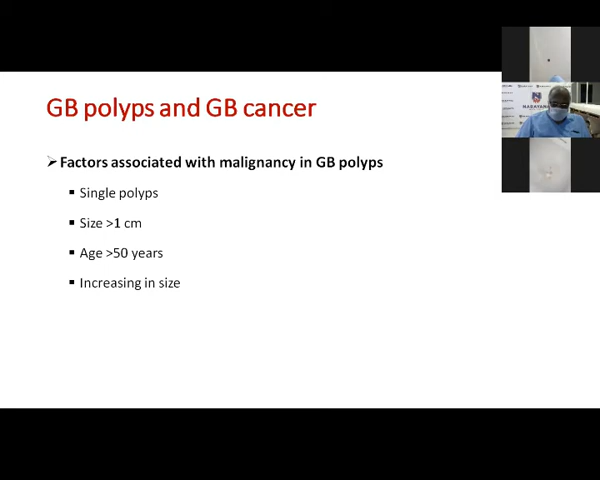 GB polyps and GB cancer
Factors associated with malignancy in GB polyps
Single polyps
Size >1 cm
Age >50 years
Increasing in size